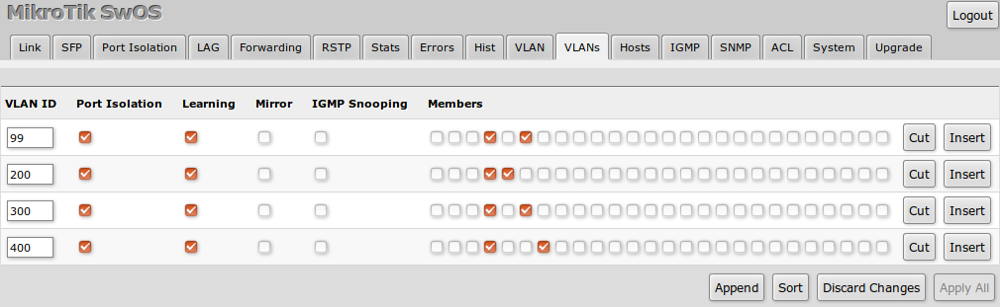 MikroTik SwOS
Logout
Link SFP Port Isolation LAG Forwarding RSTP Stats Errors Hist VLAN VLANs Hosts IGMP SNMP ACL System Upgrade
VLAN ID Port Isolation Learning Mirror IGMP Snooping Members
99 Cut Insert
200 Cut Insert
300 Cut Insert
400 Cut Insert
Append Sort Discard Changes Apply All